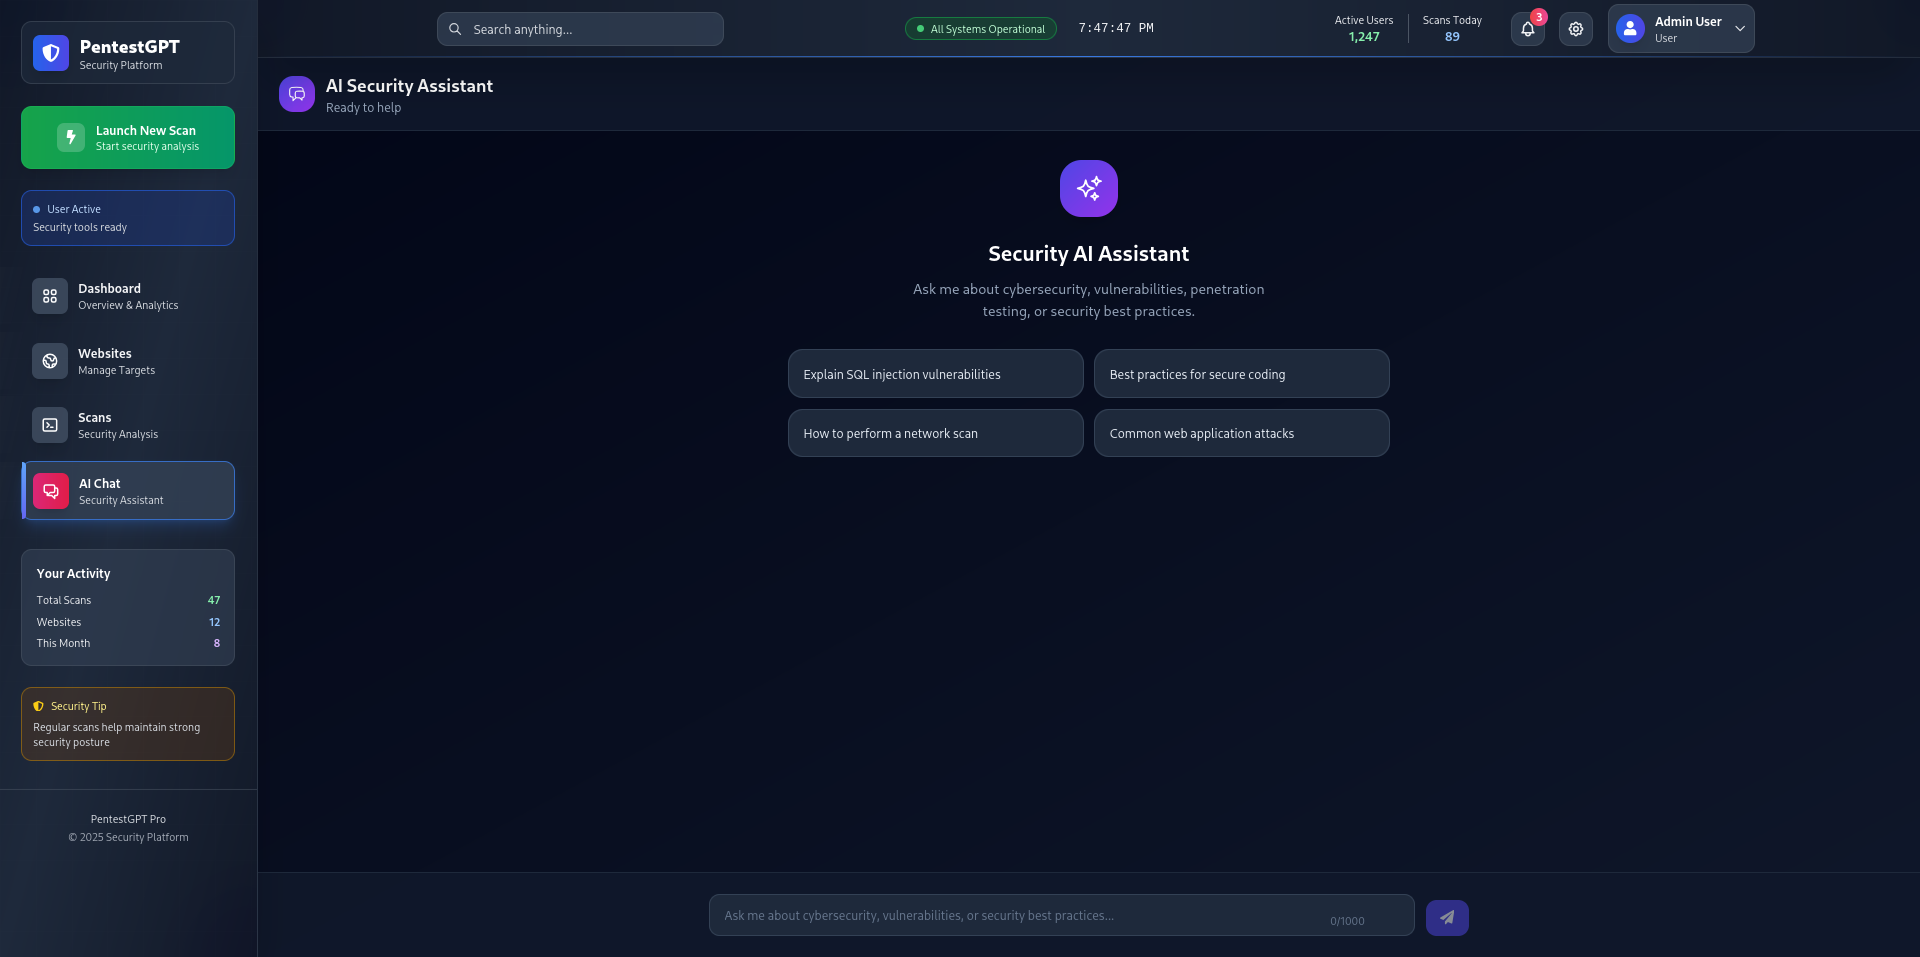 PentestGPT
Security Platform
Launch New Scan
Start security analysis
User Active
Security tools ready
Dashboard
Overview & Analytics
Websites
Manage Targets
Scans
Security Analysis
AI Chat
Security Assistant
Your Activity
Total Scans 47
Websites 12
This Month 8
Security Tip
Regular scans help maintain strong
security posture
PentestGPT Pro
© 2025 Security Platform
Search anything...
All Systems Operational
7:47:47 PM
Active Users
1,247
Scans Today
89
3
Admin User
User
AI Security Assistant
Ready to help
Security AI Assistant
Ask me about cybersecurity, vulnerabilities, penetration
testing, or security best practices.
Explain SQL injection vulnerabilities
Best practices for secure coding
How to perform a network scan
Common web application attacks
Ask me about cybersecurity, vulnerabilities, or security best practices...
0/1000